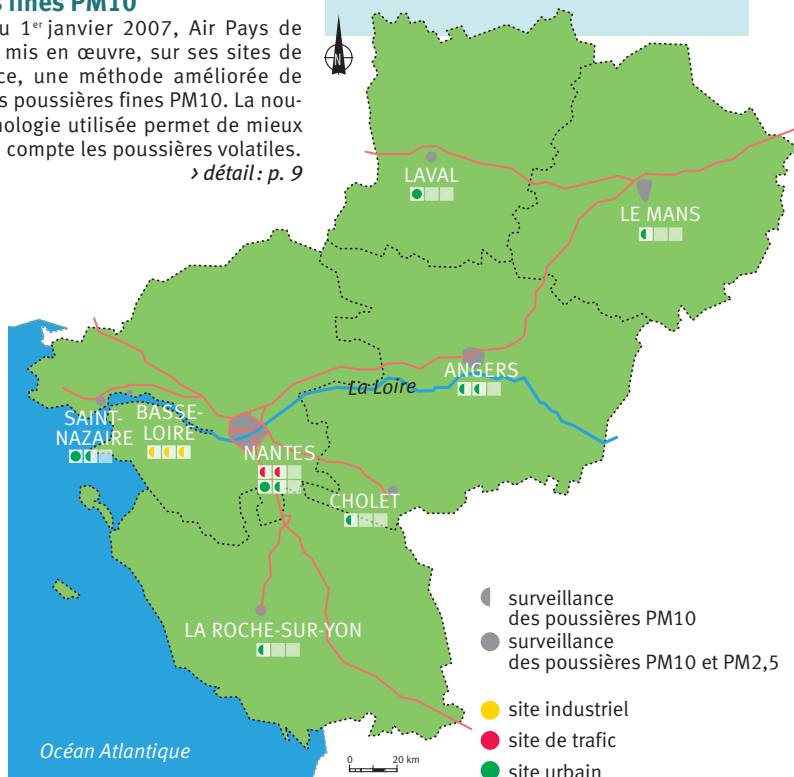 s fines PM10
u 1er janvier 2007, Air Pays de
mis en œuvre, sur ses sites de
ce, une méthode améliorée de
s poussières fines PM10. La nou-
nologie utilisée permet de mieux
compte les poussières volatiles.
› détail : p. 9
N
LAVAL
LE MANS
ANGERS
La Loire
SAINT-
NAZAIRE
BASSE-
LOIRE
NANTES
CHOLET
LA ROCHE-SUR-YON
surveillance
des poussières PM10
surveillance
des poussières PM10 et PM2,5
site industriel
site de trafic
site urbain
Océan Atlantique
0 20 km